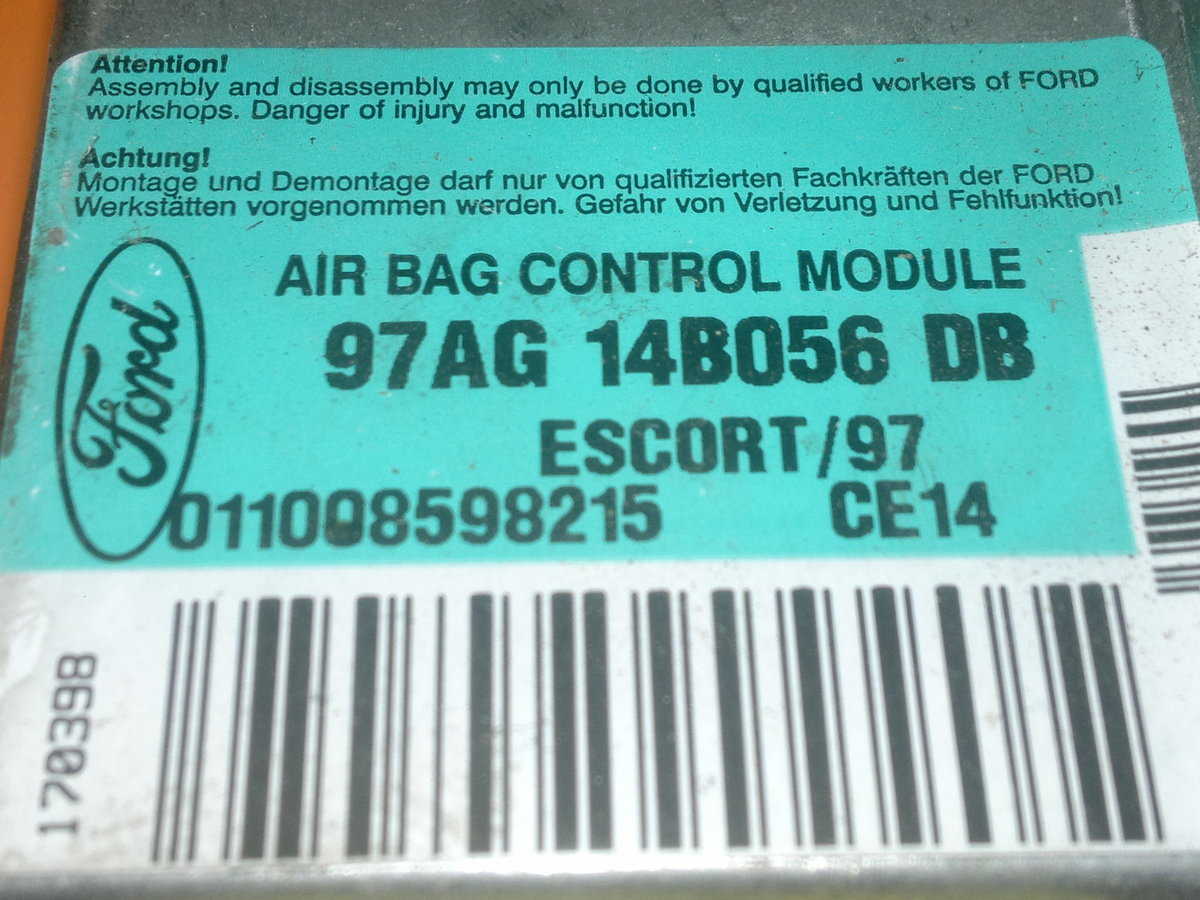 Attention!
Assembly and disassembly may only be done by qualified workers of FORD
workshops. Danger of injury and malfunction!
Achtung!
Montage und Demontage darf nur von qualifizierten Fachkräften der FORD
Werkstätten vorgenommen werden. Gefahr von Verletzung und Fehlfunktion!
Ford
AIR BAG CONTROL MODULE
97AG 14B056 DB
ESCORT/97
011008598215 CE14
170398